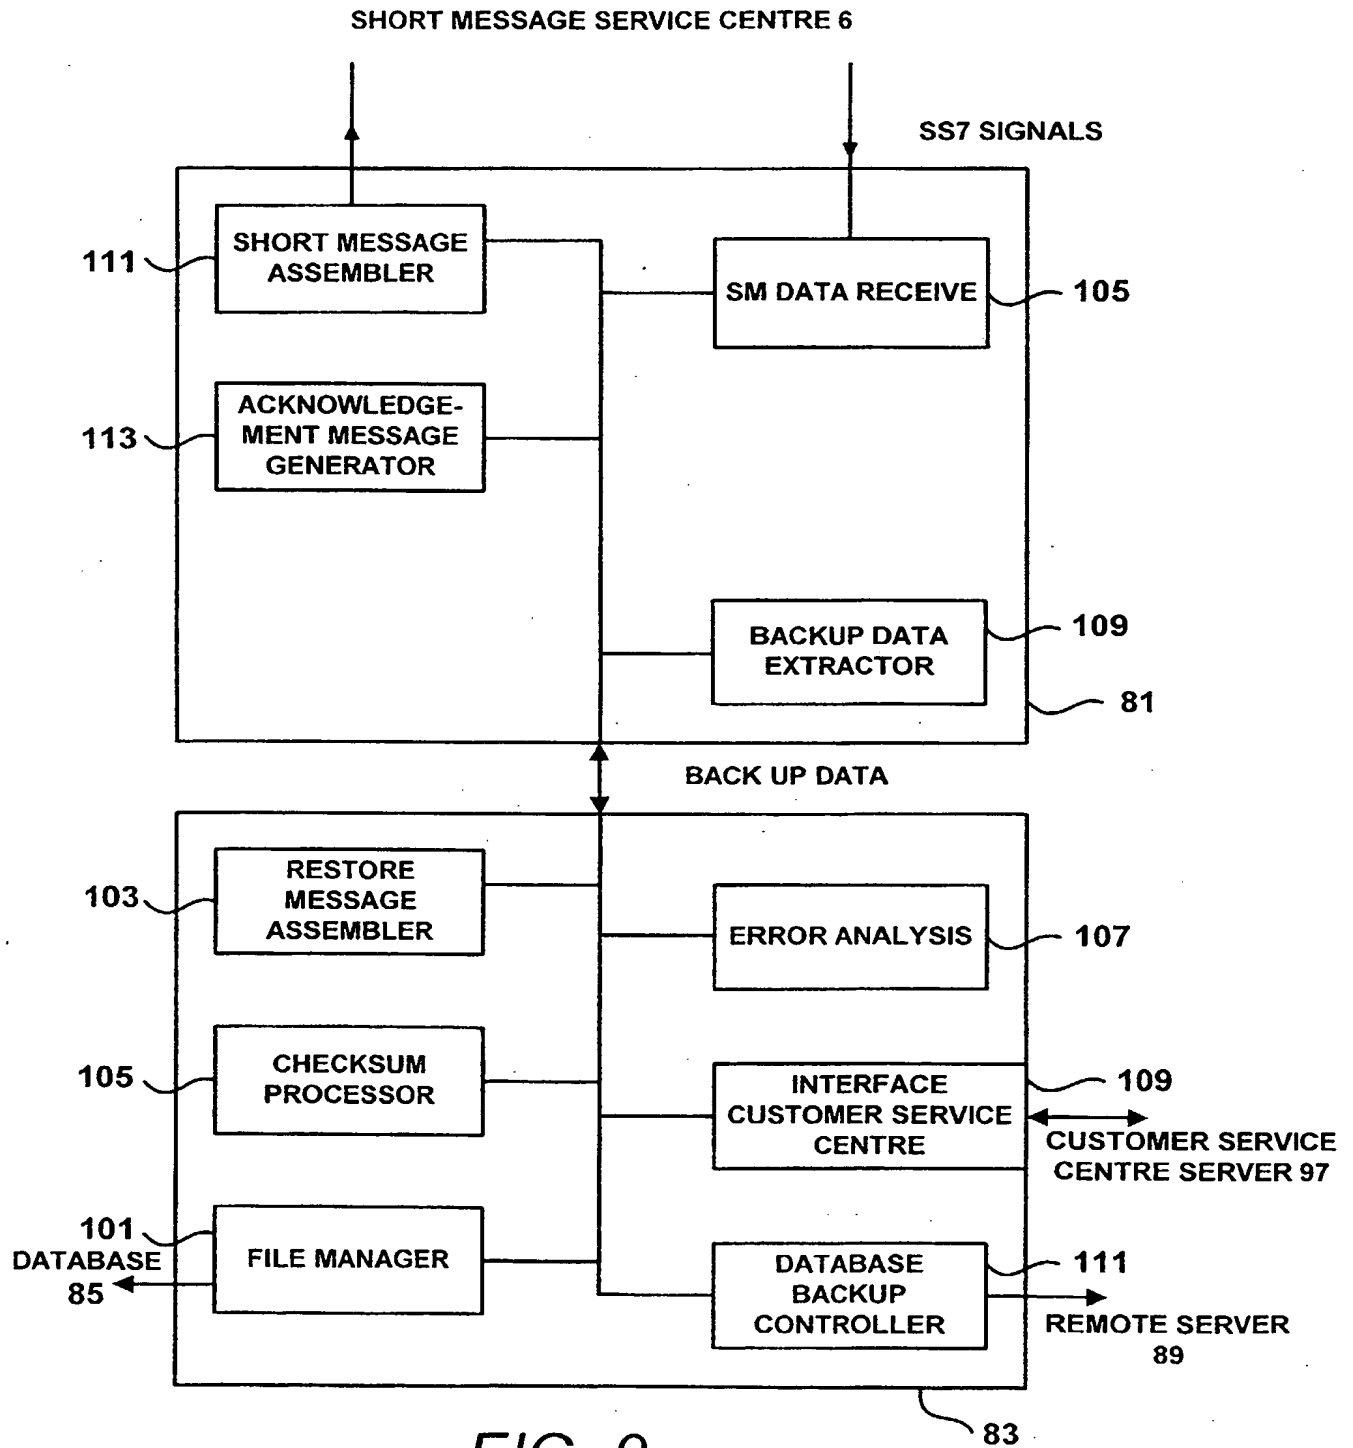 SHORT MESSAGE SERVICE CENTRE 6
SS7 SIGNALS
111
SHORT MESSAGE
ASSEMBLER
SM DATA RECEIVE
105
113
ACKNOWLEDGE-
MENT MESSAGE
GENERATOR
BACKUP DATA
EXTRACTOR
109
81
BACK UP DATA
103
RESTORE
MESSAGE
ASSEMBLER
ERROR ANALYSIS
107
105
CHECKSUM
PROCESSOR
INTERFACE
CUSTOMER SERVICE
CENTRE
109
CUSTOMER SERVICE
CENTRE SERVER 97
101
DATABASE
85
FILE MANAGER
DATABASE
BACKUP
CONTROLLER
111
REMOTE SERVER
89
83
FIG.